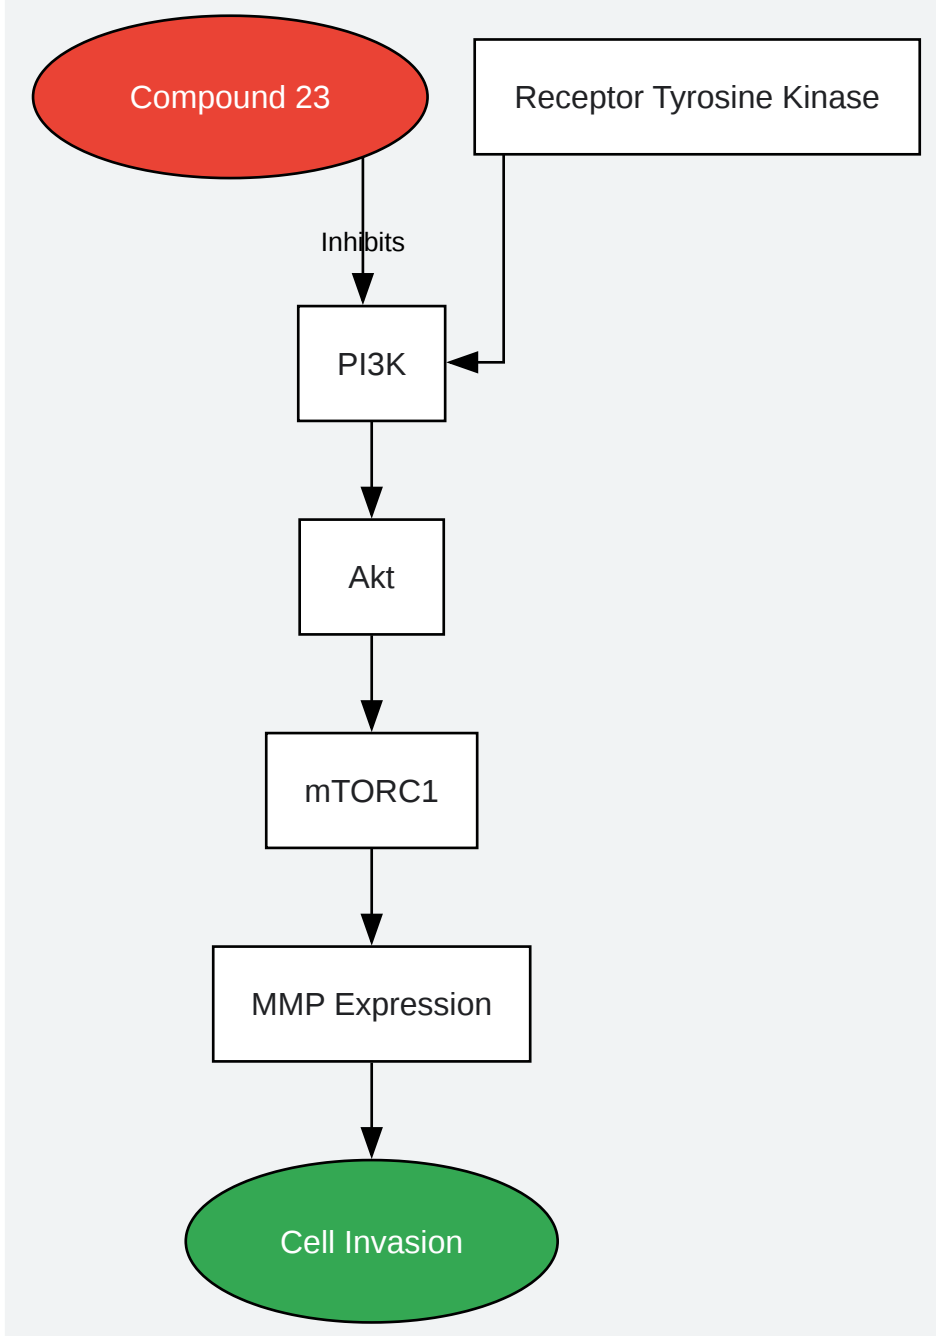 Compound 23
Receptor Tyrosine Kinase
Inhibits
PI3K
Akt
mTORC1
MMP Expression
Cell Invasion